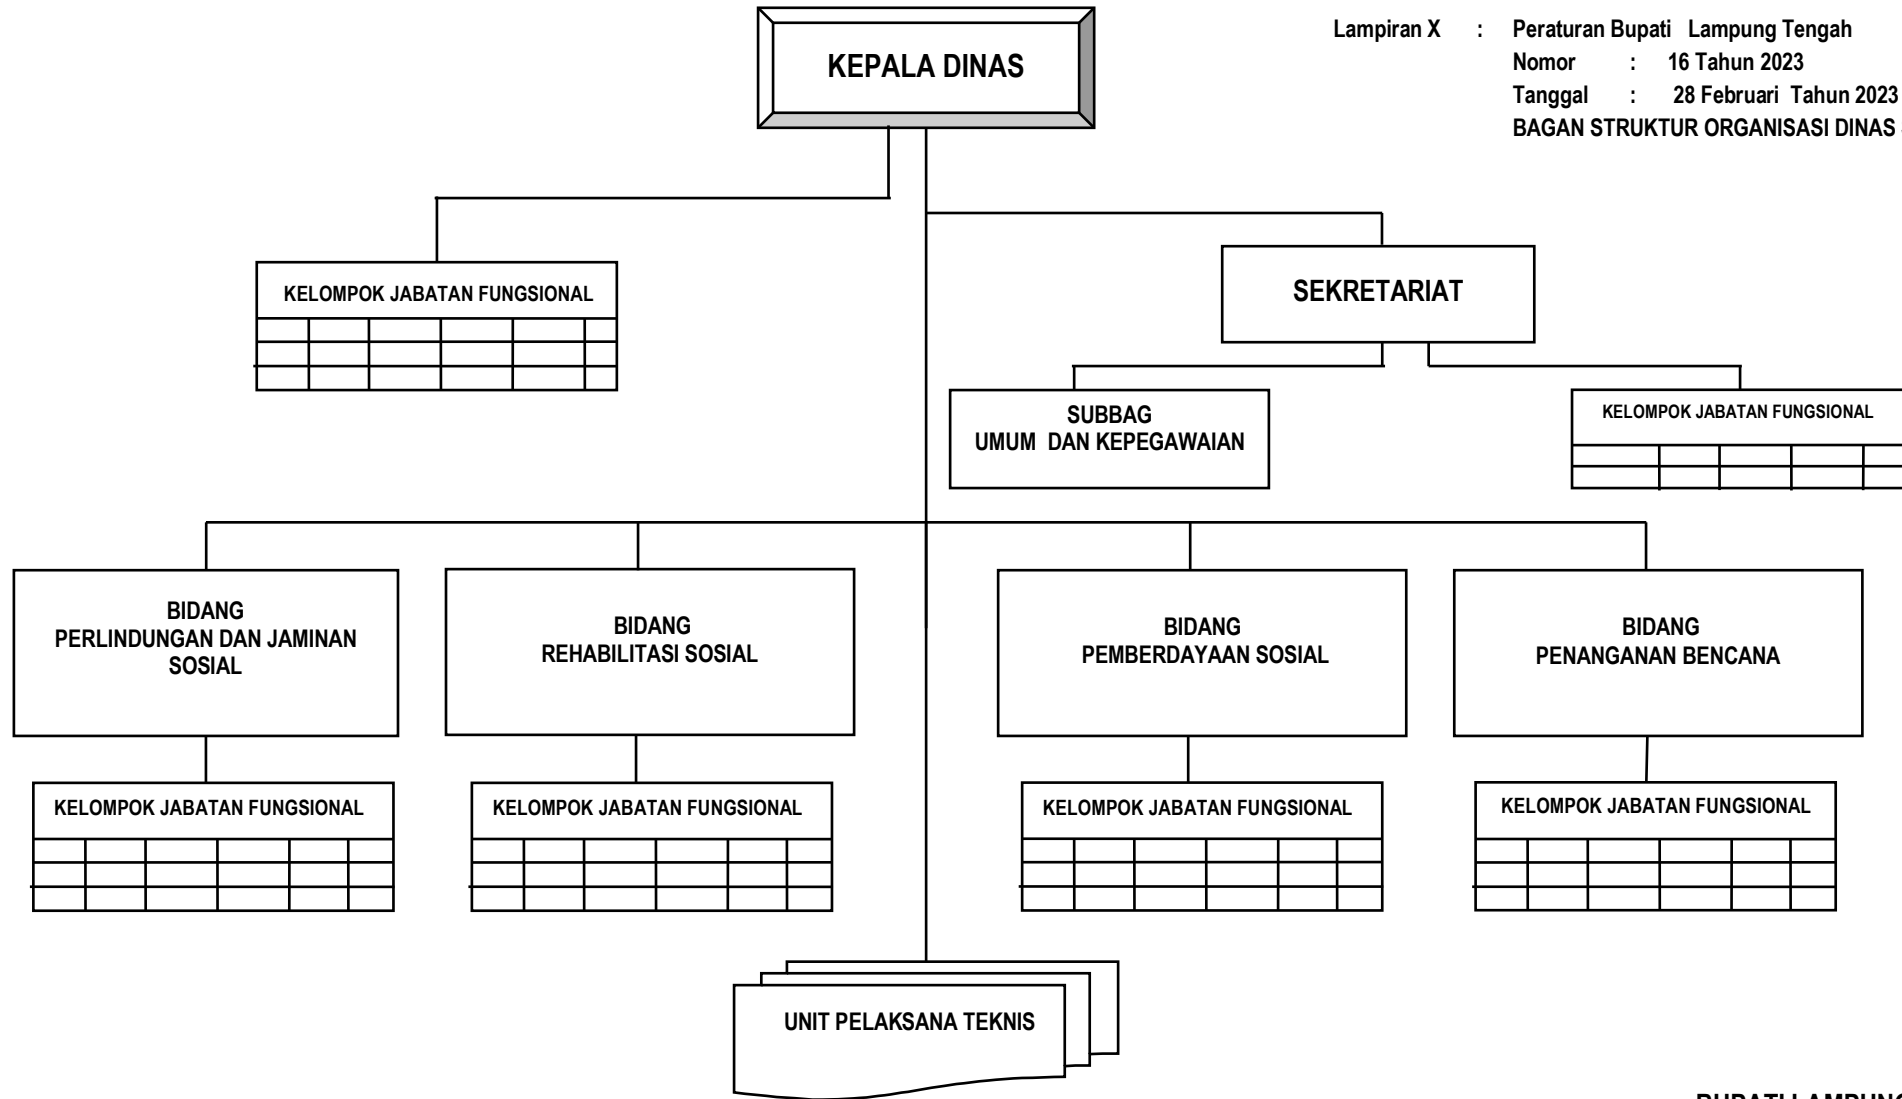 Lampiran X : Peraturan Bupati Lampung Tengah
Nomor : 16 Tahun 2023
Tanggal : 28 Februari Tahun 2023
BAGAN STRUKTUR ORGANISASI DINAS
KEPALA DINAS
KELOMPOK JABATAN FUNGSIONAL
SEKRETARIAT
SUBBAG
UMUM DAN KEPEGAWAIAN
KELOMPOK JABATAN FUNGSIONAL
BIDANG
PERLINDUNGAN DAN JAMINAN
SOSIAL
BIDANG
REHABILITASI SOSIAL
BIDANG
PEMBERDAYAAN SOSIAL
BIDANG
PENANGANAN BENCANA
KELOMPOK JABATAN FUNGSIONAL
KELOMPOK JABATAN FUNGSIONAL
KELOMPOK JABATAN FUNGSIONAL
KELOMPOK JABATAN FUNGSIONAL
UNIT PELAKSANA TEKNIS